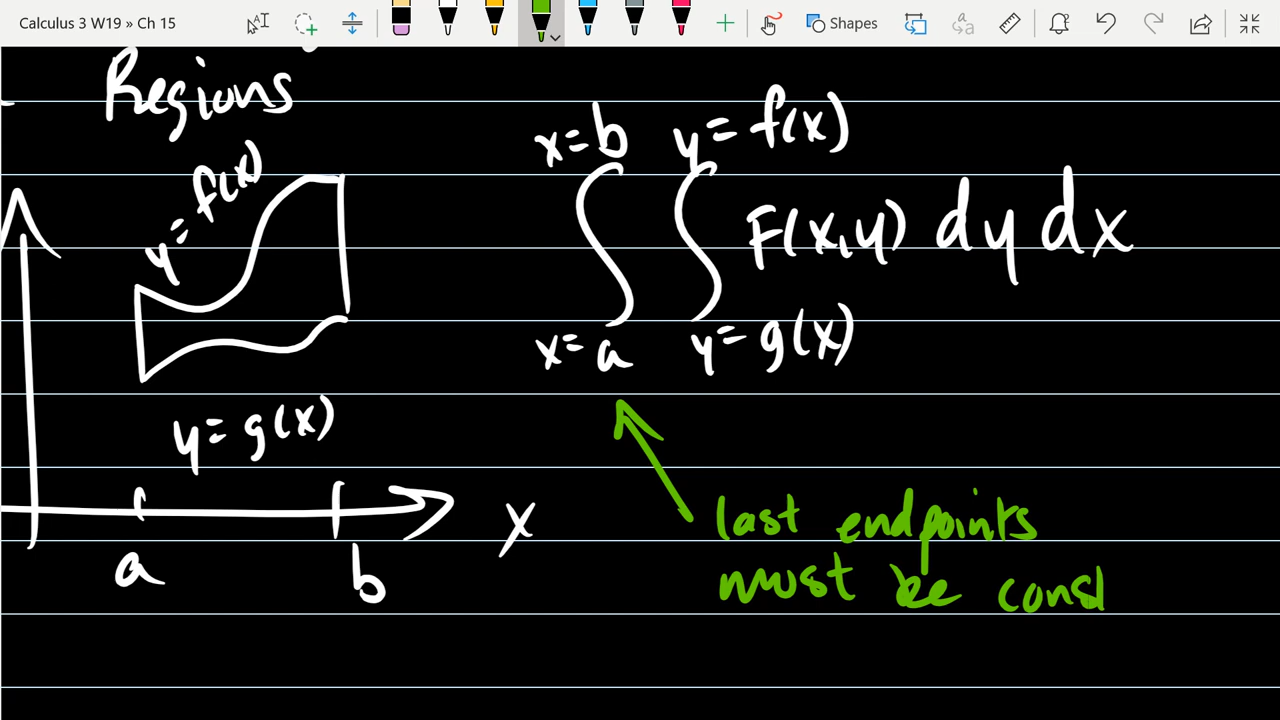 Calculus 3 W19 » Ch 15
Shapes
Regions
y = f(x)
y = g(x)
a b x
x = b y = f(x)
∫ ∫ F(x,y) dy dx
x = a y = g(x)
last endpoints
must be const